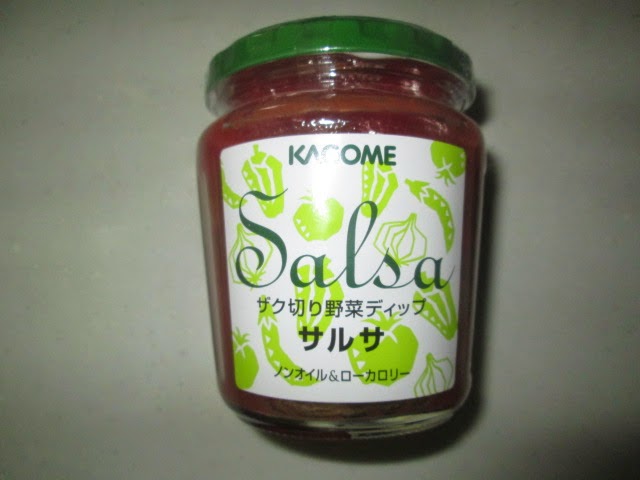 KAGOME
Salsa
ザク切り野菜ディップ
サルサ
ノンオイル&ローカロリー